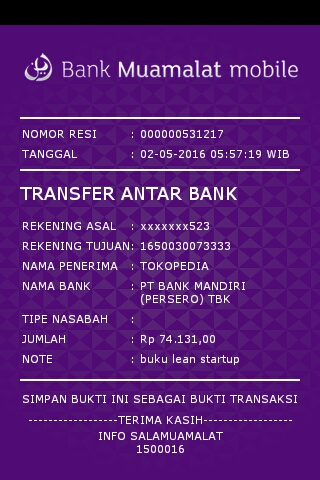 Bank Muamalat mobile
NOMOR RESI : 000000531217
TANGGAL : 02-05-2016 05:57:19 WIB
TRANSFER ANTAR BANK
REKENING ASAL : xxxxxxx523
REKENING TUJUAN: 1650030073333
NAMA PENERIMA : TOKOPEDIA
NAMA BANK : PT BANK MANDIRI
(PERSERO) TBK
TIPE NASABAH :
JUMLAH : Rp 74.131,00
NOTE : buku lean startup
SIMPAN BUKTI INI SEBAGAI BUKTI TRANSAKSI
------------------TERIMA KASIH------------------
INFO SALAMUAMALAT
1500016